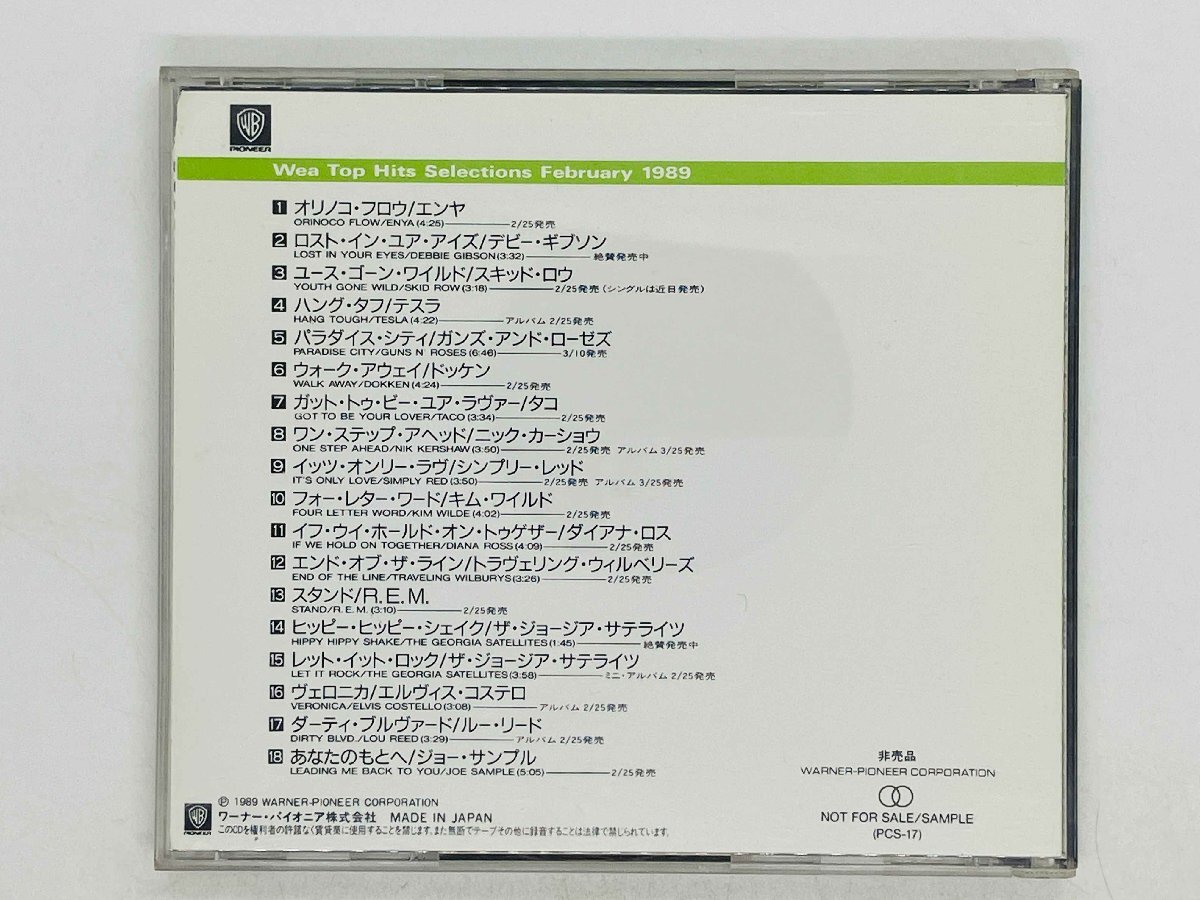 WB
PIONEER
Wea Top Hits Selections February 1989
1 オリノコ・フロウ/エンヤ
ORINOCO FLOW/ENYA (4:25)————2/25発売
2 ロスト・イン・ユア・アイズ/デビー・ギブソン
LOST IN YOUR EYES/DEBBIE GIBSON(3:32)————絶賛発売中
3 ユース・ゴーン・ワイルド/スキッド・ロウ
YOUTH GONE WILD/SKID ROW(3:18)————2/25発売(シングルは近日発売)
4 ハング・タフ/テスラ
HANG TOUGH/TESLA(4:22)————アルバム 2/25発売
5 パラダイス・シティ/ガンズ・アンド・ローゼズ
PARADISE CITY/GUNS N' ROSES(6:46)————3/10発売
6 ウォーク・アウェイ/ドッケン
WALK AWAY/DOKKEN(4:24)————2/25発売
7 ガット・トゥ・ビー・ユア・ラヴァー/タコ
GOT TO BE YOUR LOVER/TACO(3:34)————2/25発売
8 ワン・ステップ・アヘッド/ニック・カーショウ
ONE STEP AHEAD/NIK KERSHAW(3:50)————2/25発売 アルバム3/25発売
9 イッツ・オンリー・ラヴ/シンプリー・レッド
IT'S ONLY LOVE/SIMPLY RED(3:50)————2/25発売 アルバム 3/25発売
10 フォー・レター・ワード/キム・ワイルド
FOUR LETTER WORD/KIM WILDE(4:02)————2/25発売
11 イフ・ウィ・ホールド・オン・トゥゲザー/ダイアナ・ロス
IF WE HOLD ON TOGETHER/DIANA ROSS(4:09)————2/25発売
12 エンド・オブ・ザ・ライン/トラヴェリング・ウィルベリーズ
END OF THE LINE/TRAVELING WILBURYS(3:26)————2/25発売
13 スタンド/R.E.M.
STAND/R.E.M.(3:10)————2/25発売
14 ヒッピー・ヒッピー・シェイク/ザ・ジョージア・サテライツ
HIPPY HIPPY SHAKE/THE GEORGIA SATELLITES(1:45)————絶賛発売中
15 レット・イット・ロック/ザ・ジョージア・サテライツ
LET IT ROCK/THE GEORGIA SATELLITES(3:58)————ミニ・アルバム 2/25発売
16 ヴェロニカ/エルヴィス・コステロ
VERONICA/ELVIS COSTELLO(3:08)————アルバム 2/25発売
17 ダーティ・ブルヴァード/ルー・リード
DIRTY BLVD./LOU REED(3:29)————アルバム 2/25発売
18 あなたのもとへ/ジョー・サンプル
LEADING ME BACK TO YOU/JOE SAMPLE(5:05)————2/25発売
非売品
WARNER-PIONEER CORPORATION
NOT FOR SALE/SAMPLE
(PCS-17)
Ⓟ 1989 WARNER-PIONEER CORPORATION
WB
PIONEER
ワーナー・パイオニア株式会社 MADE IN JAPAN
このCDを権利者の許諾なく賃貸業に使用することを禁じます。また無断でテープその他に録音することは法律で禁じられています。